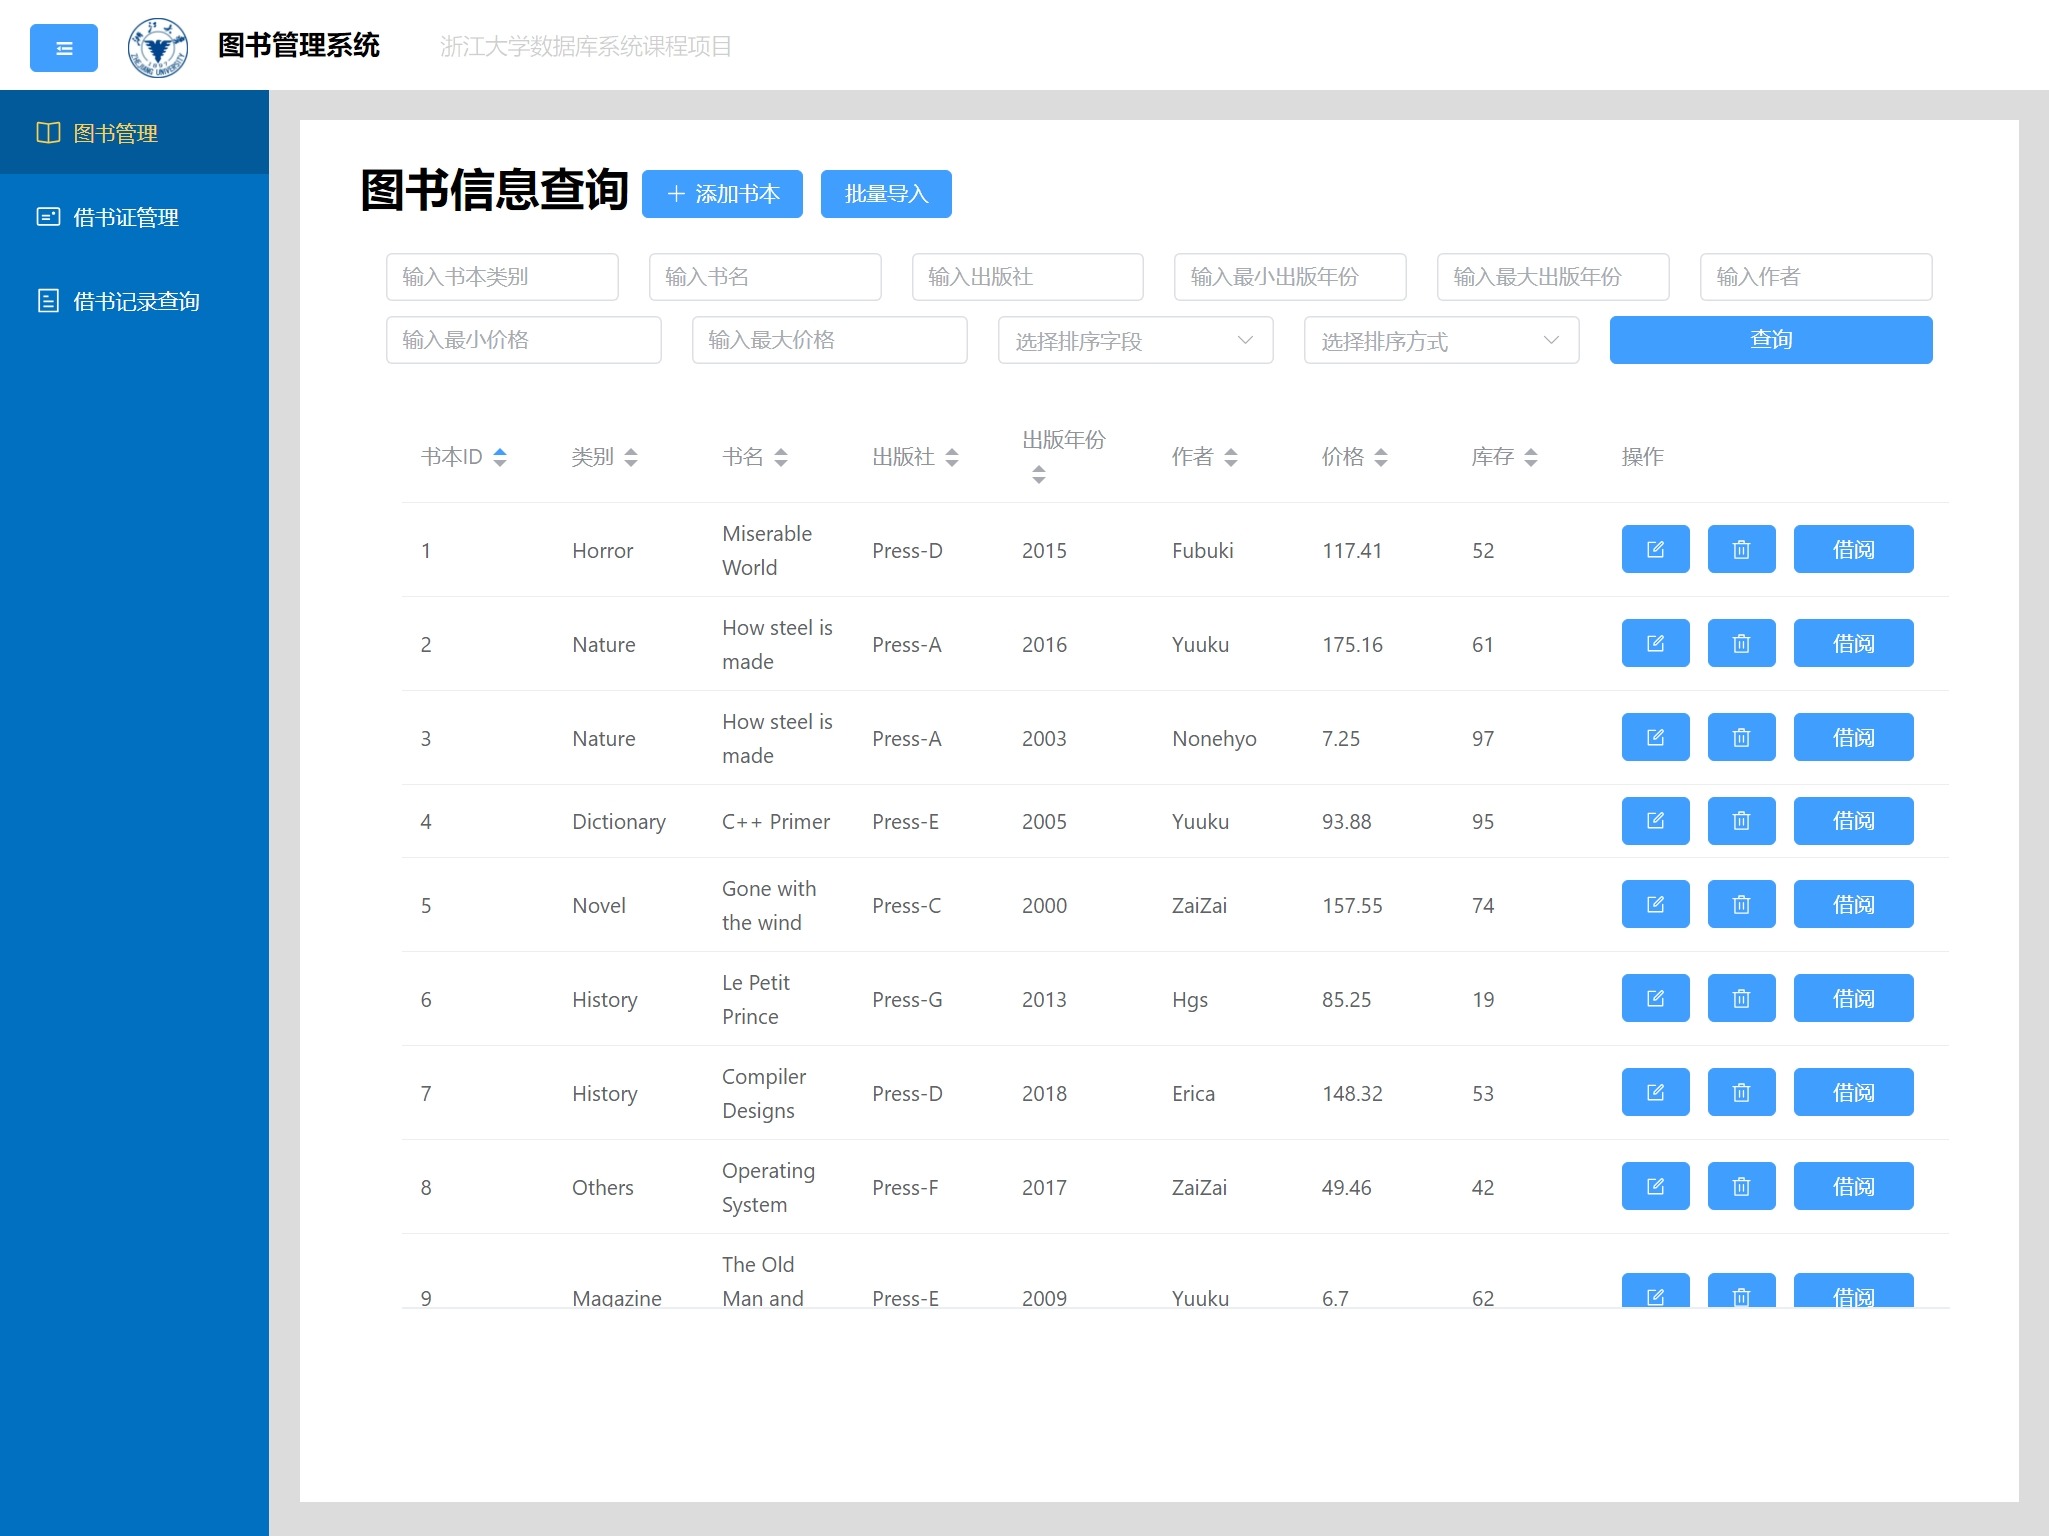 图书管理系统 浙江大学数据库系统课程项目
图书管理
借书证管理
借书记录查询
图书信息查询 添加书本 批量导入
输入书本类别 输入书名 输入出版社 输入最小出版年份 输入最大出版年份 输入作者
输入最小价格 输入最大价格 选择排序字段 选择排序方式 查询
书本ID 类别 书名 出版社 出版年份 作者 价格 库存 操作
1 Horror Miserable World Press-D 2015 Fubuki 117.41 52 借阅
2 Nature How steel is made Press-A 2016 Yuuku 175.16 61 借阅
3 Nature How steel is made Press-A 2003 Nonehyo 7.25 97 借阅
4 Dictionary C++ Primer Press-E 2005 Yuuku 93.88 95 借阅
5 Novel Gone with the wind Press-C 2000 ZaiZai 157.55 74 借阅
6 History Le Petit Prince Press-G 2013 Hgs 85.25 19 借阅
7 History Compiler Designs Press-D 2018 Erica 148.32 53 借阅
8 Others Operating System Press-F 2017 ZaiZai 49.46 42 借阅
9 Magazine The Old Man and Press-E 2009 Yuuku 6.7 62 借阅